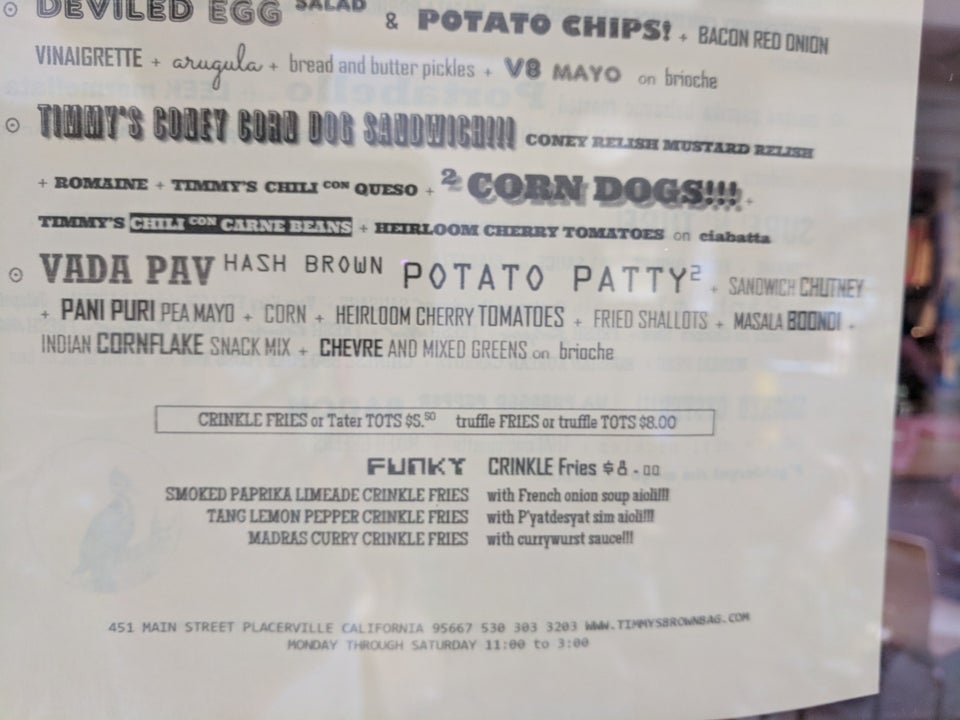 DEVILED EGG SALAD & POTATO CHIPS! + BACON RED ONION
VINAIGRETTE + arugula + bread and butter pickles + V8 MAYO on brioche
TIMMY'S CONEY CORN DOG SANDWICH!!! CONEY RELISH MUSTARD RELISH
+ ROMAINE + TIMMY'S CHILI CON QUESO + 2 CORN DOGS!!! +
TIMMY'S CHILI CON CARNE BEANS + HEIRLOOM CHERRY TOMATOES on ciabatta
VADA PAV HASH BROWN POTATO PATTY² + SANDWICH CHUTNEY
+ PANI PURI PEA MAYO + CORN + HEIRLOOM CHERRY TOMATOES + FRIED SHALLOTS + MASALA BOONDI +
INDIAN CORNFLAKE SNACK MIX + CHEVRE AND MIXED GREENS on brioche
CRINKLE FRIES or Tater TOTS $5.50 truffle FRIES or truffle TOTS $8.00
FUNKY CRINKLE Fries $8.00
SMOKED PAPRIKA LIMEADE CRINKLE FRIES with French onion soup aioli!!!
TANG LEMON PEPPER CRINKLE FRIES with P'yatdesyat sim aioli!!!
MADRAS CURRY CRINKLE FRIES with currywurst sauce!!!
451 MAIN STREET PLACERVILLE CALIFORNIA 95667 530 303 3203 WWW.TIMMYSBROWNBAG.COM
MONDAY THROUGH SATURDAY 11:00 to 3:00